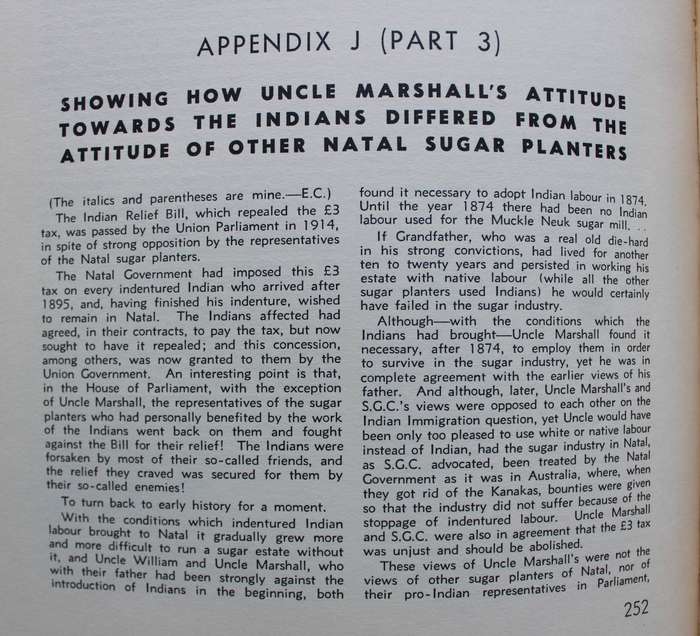 APPENDIX J (PART 3)
SHOWING HOW UNCLE MARSHALL'S ATTITUDE
TOWARDS THE INDIANS DIFFERED FROM THE
ATTITUDE OF OTHER NATAL SUGAR PLANTERS
(The italics and parentheses are mine.—E.C.)
The Indian Relief Bill, which repealed the £3
tax, was passed by the Union Parliament in 1914,
in spite of strong opposition by the representatives
of the Natal sugar planters.
The Natal Government had imposed this £3
tax on every indentured Indian who arrived after
1895, and, having finished his indenture, wished
to remain in Natal. The Indians affected had
agreed, in their contracts, to pay the tax, but now
sought to have it repealed; and this concession,
among others, was now granted to them by the
Union Government. An interesting point is that,
in the House of Parliament, with the exception
of Uncle Marshall, the representatives of the sugar
planters who had personally benefited by the work
of the Indians went back on them and fought
against the Bill for their relief! The Indians were
forsaken by most of their so-called friends, and
the relief they craved was secured for them by
their so-called enemies!
To turn back to early history for a moment.
With the conditions which indentured Indian
labour brought to Natal it gradually grew more
and more difficult to run a sugar estate without
it, and Uncle William and Uncle Marshall, who
with their father had been strongly against the
introduction of Indians in the beginning, both
found it necessary to adopt Indian labour in 1874.
Until the year 1874 there had been no Indian
labour used for the Muckle Neuk sugar mill. . .
If Grandfather, who was a real old die-hard
in his strong convictions, had lived for another
ten to twenty years and persisted in working his
estate with native labour (while all the other
sugar planters used Indians) he would certainly
have failed in the sugar industry.
Although—with the conditions which the
Indians had brought—Uncle Marshall found it
necessary, after 1874, to employ them in order
to survive in the sugar industry, yet he was in
complete agreement with the earlier views of his
father. And although, later, Uncle Marshall's and
S.G.C.'s views were opposed to each other on the
Indian Immigration question, yet Uncle would have
been only too pleased to use white or native labour
instead of Indian, had the sugar industry in Natal,
as S.G.C. advocated, been treated by the Natal
Government as it was in Australia, where, when
they got rid of the Kanakas, bounties were given
so that the industry did not suffer because of the
stoppage of indentured labour. Uncle Marshall
and S.G.C. were also in agreement that the £3 tax
was unjust and should be abolished.
These views of Uncle Marshall's were not the
views of other sugar planters of Natal, nor of
their pro-Indian representatives in Parliament,
252